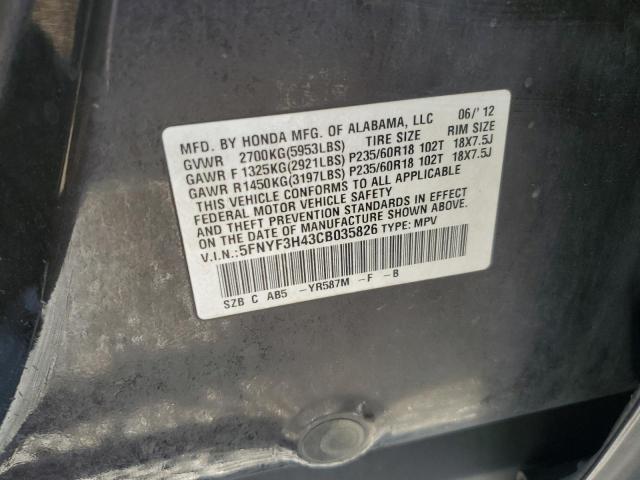 MFD. BY HONDA MFG. OF ALABAMA, LLC 06/'12
GVWR 2700KG(5953LBS) TIRE SIZE RIM SIZE
GAWR F 1325KG(2921LBS) P235/60R18 102T 18X7.5J
GAWR R1450KG(3197LBS) P235/60R18 102T 18X7.5J
THIS VEHICLE CONFORMS TO ALL APPLICABLE
FEDERAL MOTOR VEHICLE SAFETY, BUMPER,
AND THEFT PREVENTION STANDARDS IN EFFECT
ON THE DATE OF MANUFACTURE SHOWN ABOVE.
V.I.N.:5FNYF3H43CB035826 TYPE: MPV
SZB C AB5 -YR587M -F -B